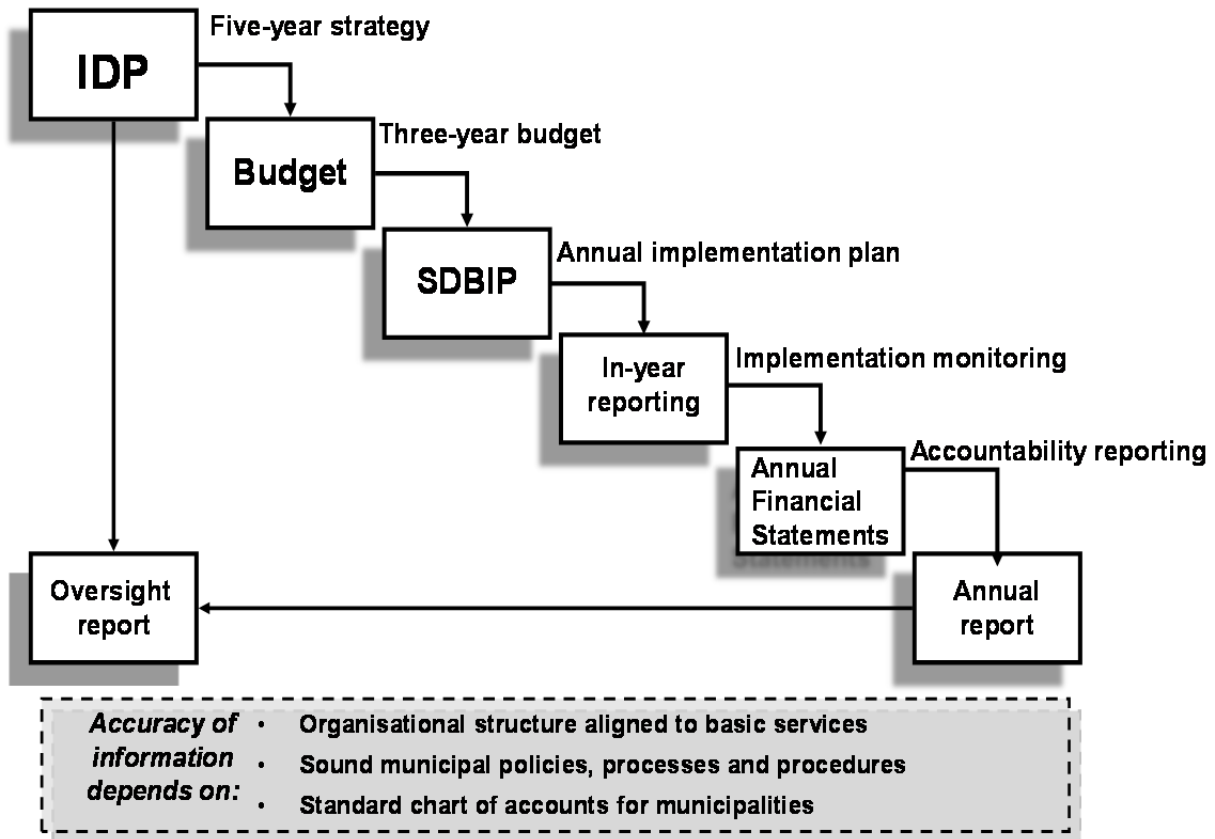 Five-year strategy
IDP
Three-year budget
Budget
Annual implementation plan
SDBIP
In-year
reporting
Implementation monitoring
Annual
Financial
Statements
Accountability reporting
Oversight
report
Annual
report
Accuracy of
information
depends on:
• Organisational structure aligned to basic services
• Sound municipal policies, processes and procedures
• Standard chart of accounts for municipalities